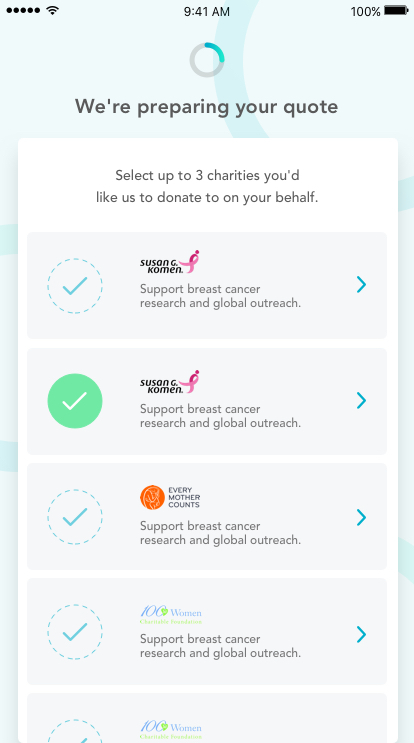 9:41 AM
100%
We're preparing your quote
Select up to 3 charities you'd
like us to donate to on your behalf.
susan G.
komen.
Support breast cancer
research and global outreach.
susan G.
komen.
Support breast cancer
research and global outreach.
EVERY
MOTHER
COUNTS
Support breast cancer
research and global outreach.
100 Women
Charitable Foundation
Support breast cancer
research and global outreach.
100 Women
Charitable Foundation